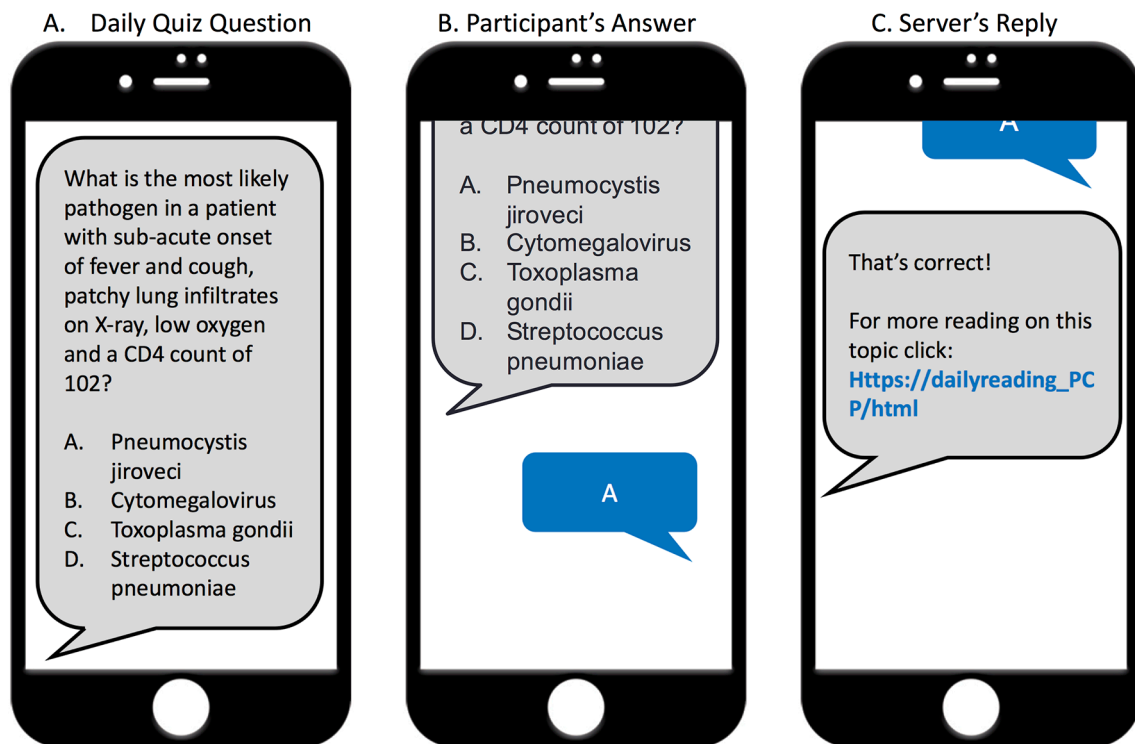 A. Daily Quiz Question
What is the most likely
pathogen in a patient
with sub-acute onset
of fever and cough,
patchy lung infiltrates
on X-ray, low oxygen
and a CD4 count of
102?
A. Pneumocystis
jiroveci
B. Cytomegalovirus
C. Toxoplasma gondii
D. Streptococcus
pneumoniae
B. Participant’s Answer
a CD4 count of 102?
A. Pneumocystis
jiroveci
B. Cytomegalovirus
C. Toxoplasma
gondii
D. Streptococcus
pneumoniae
A
C. Server’s Reply
A
That’s correct!
For more reading on this
topic click:
Https://dailyreading_PC
P/html